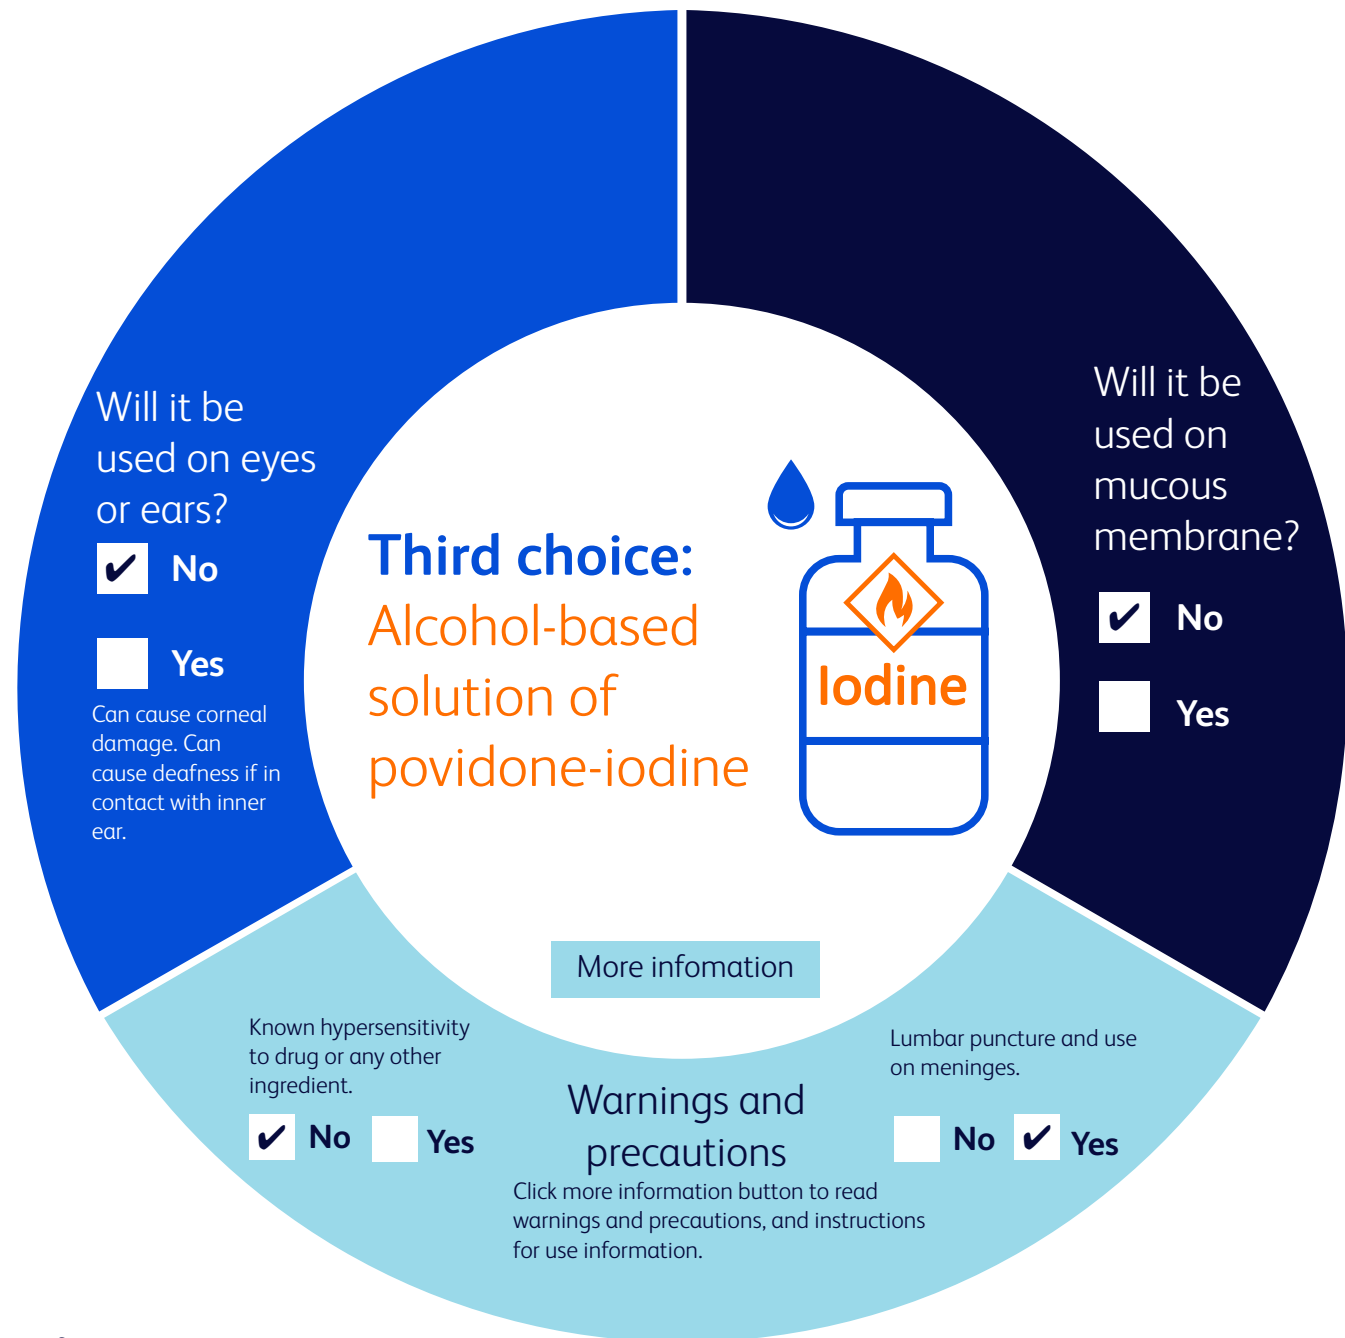 Will it be
used on eyes
or ears?
✔ No
Yes
Can cause corneal
damage. Can
cause deafness if in
contact with inner
ear.
Third choice:
Alcohol-based
solution of
povidone-iodine
Iodine
Will it be
used on
mucous
membrane?
✔ No
Yes
More infomation
Known hypersensitivity
to drug or any other
ingredient.
✔ No Yes
Warnings and
precautions
Click more information button to read
warnings and precautions, and instructions
for use information.
Lumbar puncture and use
on meninges.
No ✔ Yes